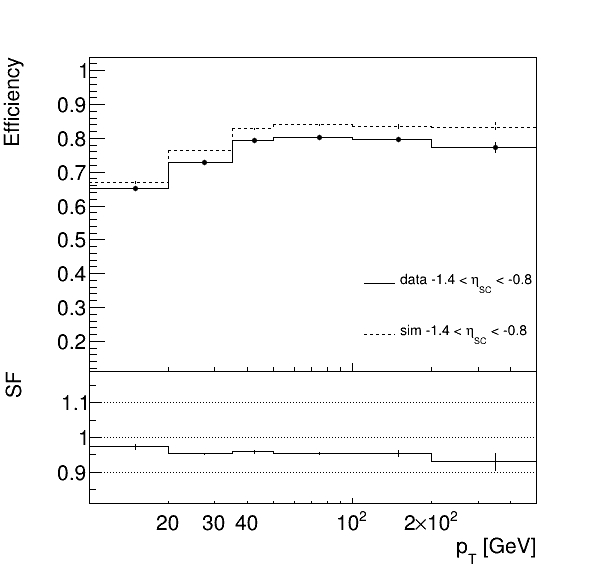 Efficiency
1
0.9
0.8
0.7
0.6
0.5
0.4
0.3
0.2
data -1.4 < η_SC < -0.8
sim -1.4 < η_SC < -0.8
SF
1.1
1
0.9
20 30 40 10² 2×10²
p_T [GeV]